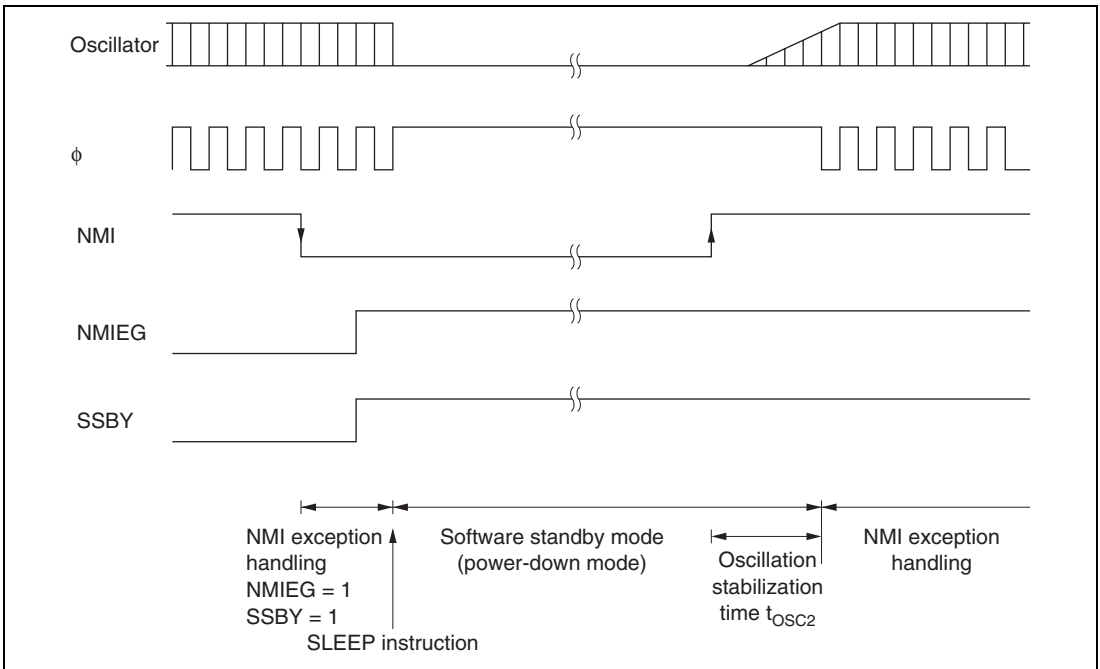 Oscillator
ϕ
NMI
NMIEG
SSBY
NMI exception
handling
NMIEG = 1
SSBY = 1
SLEEP instruction
Software standby mode
(power-down mode)
Oscillation
stabilization
time tOSC2
NMI exception
handling